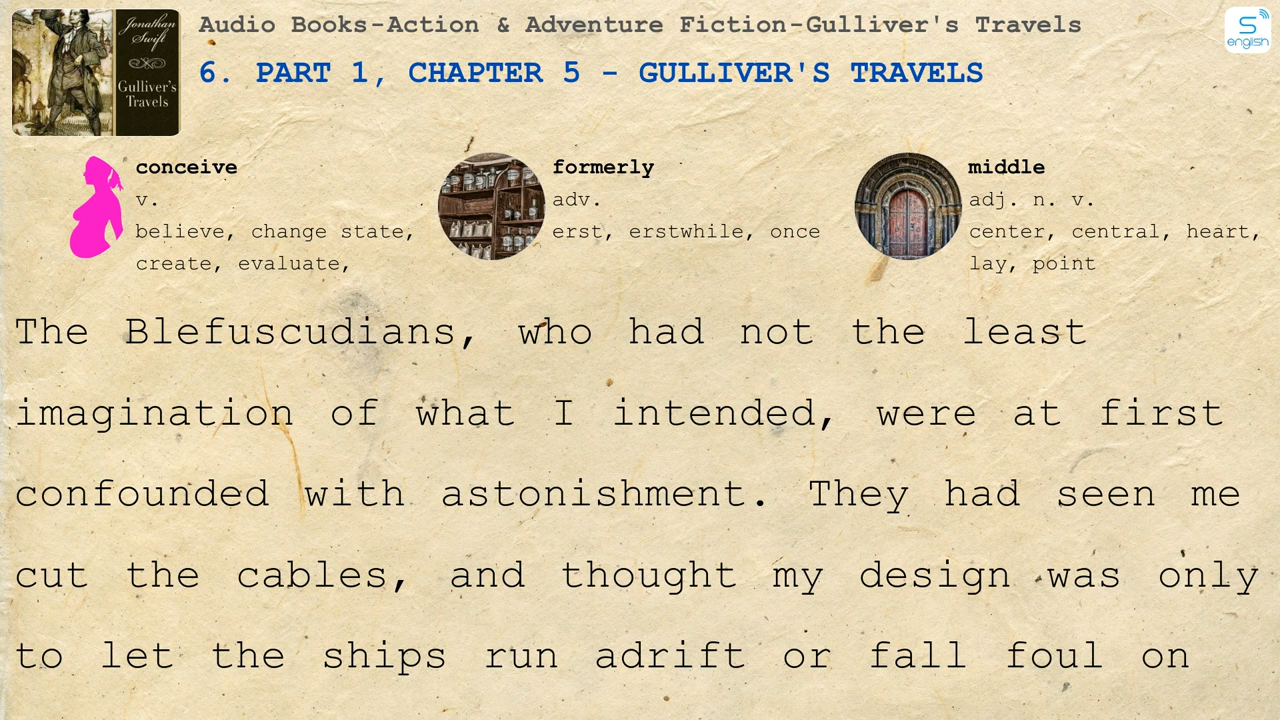 Jonathan
Swift
Gulliver's
Travels
Audio Books-Action & Adventure Fiction-Gulliver's Travels
6. PART 1, CHAPTER 5 - GULLIVER'S TRAVELS
S
english
conceive
v.
believe, change state,
create, evaluate,
formerly
adv.
erst, erstwhile, once
middle
adj. n. v.
center, central, heart,
lay, point
The Blefuscudians, who had not the least
imagination of what I intended, were at first
confounded with astonishment. They had seen me
cut the cables, and thought my design was only
to let the ships run adrift or fall foul on